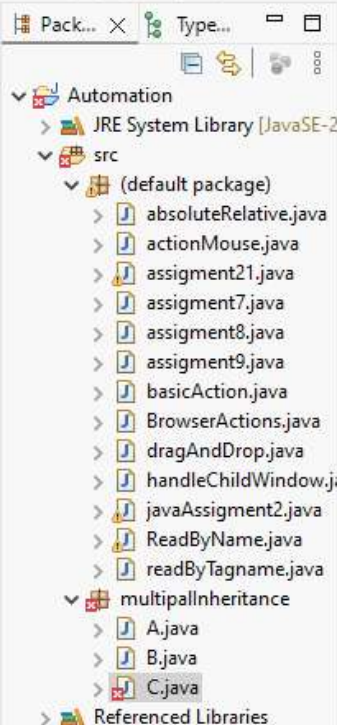 Pack... Type...
Automation
JRE System Library [JavaSE-2
src
(default package)
absoluteRelative.java
actionMouse.java
assigment21.java
assigment7.java
assigment8.java
assigment9.java
basicAction.java
BrowserActions.java
dragAndDrop.java
handleChildWindow.ja
javaAssigment2.java
ReadByName.java
readByTagname.java
multipalInheritance
A.java
B.java
C.java
Referenced Libraries